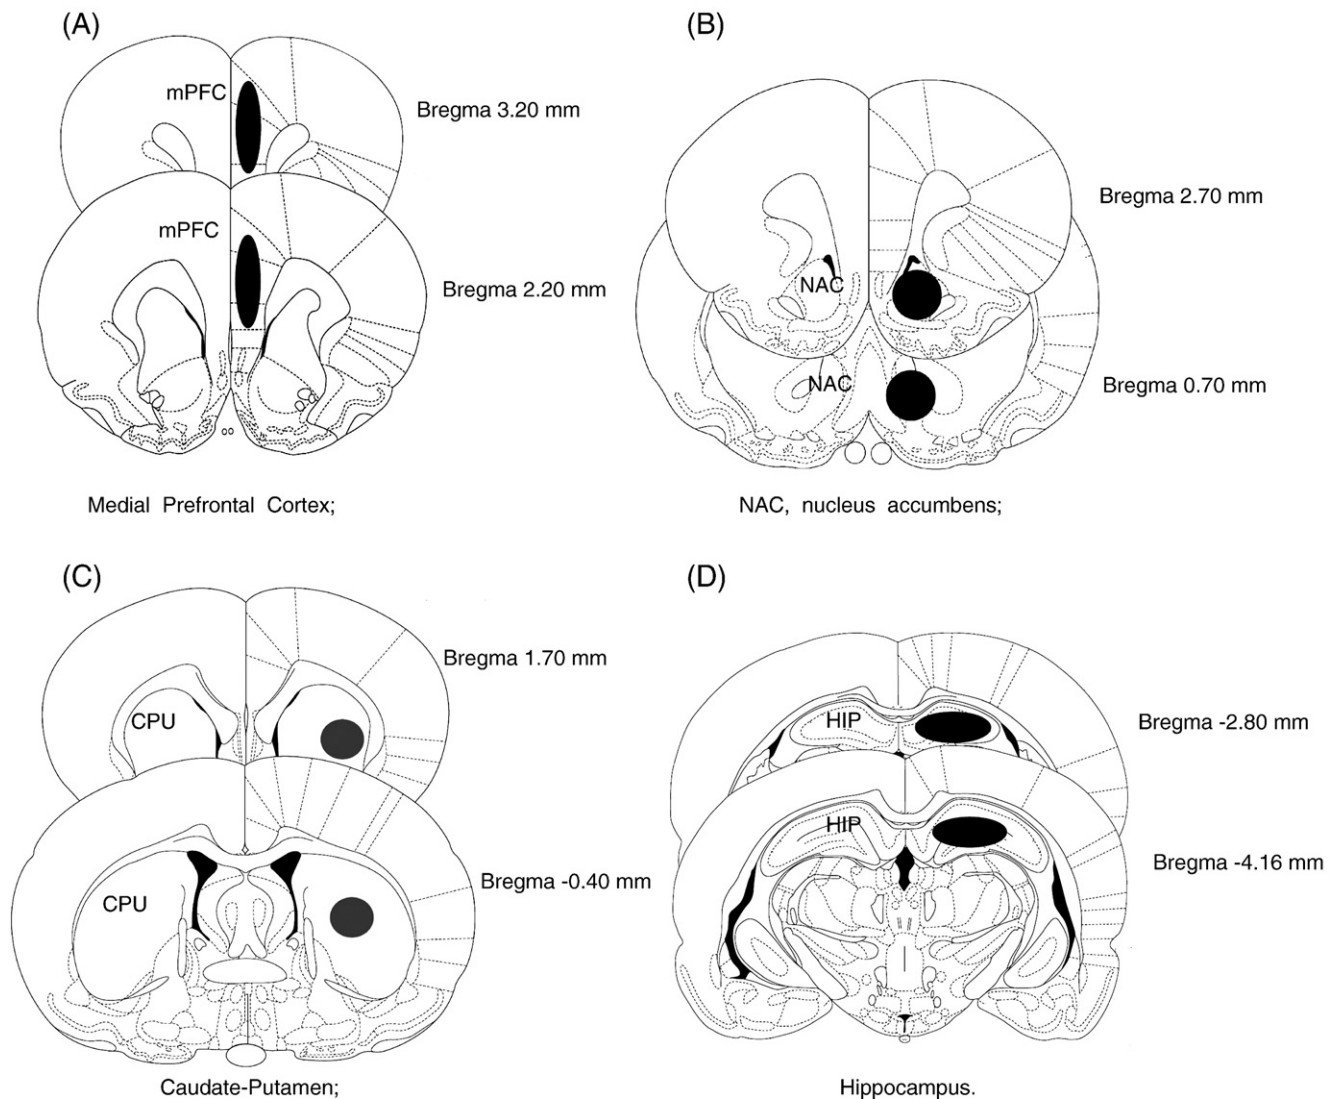 (A)
mPFC
Bregma 3.20 mm
mPFC
Bregma 2.20 mm
Medial Prefrontal Cortex;
(B)
Bregma 2.70 mm
NAC
NAC
Bregma 0.70 mm
NAC, nucleus accumbens;
(C)
Bregma 1.70 mm
CPU
Bregma -0.40 mm
CPU
Caudate-Putamen;
(D)
HIP
Bregma -2.80 mm
HIP
Bregma -4.16 mm
Hippocampus.